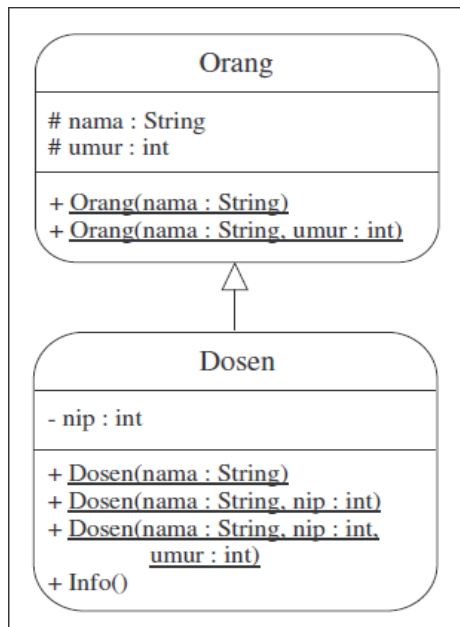 Orang
# nama : String
# umur : int
+ Orang(nama : String)
+ Orang(nama : String, umur : int)
Dosen
- nip : int
+ Dosen(nama : String)
+ Dosen(nama : String, nip : int)
+ Dosen(nama : String, nip : int,
umur : int)
+ Info()